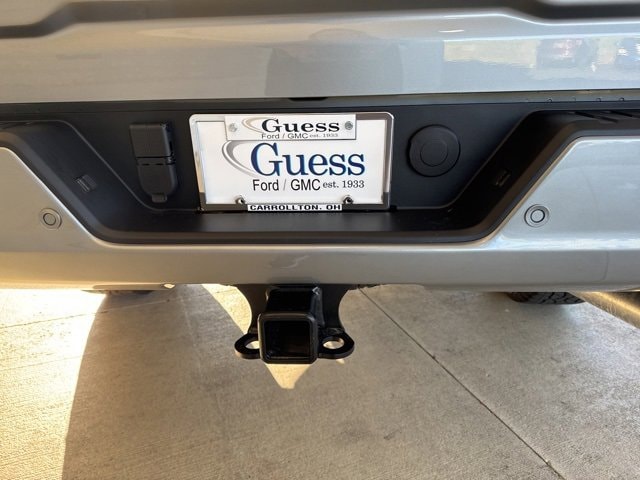 Guess
Ford / GMC est. 1933
Guess
Ford / GMC est. 1933
CARROLLTON, OH